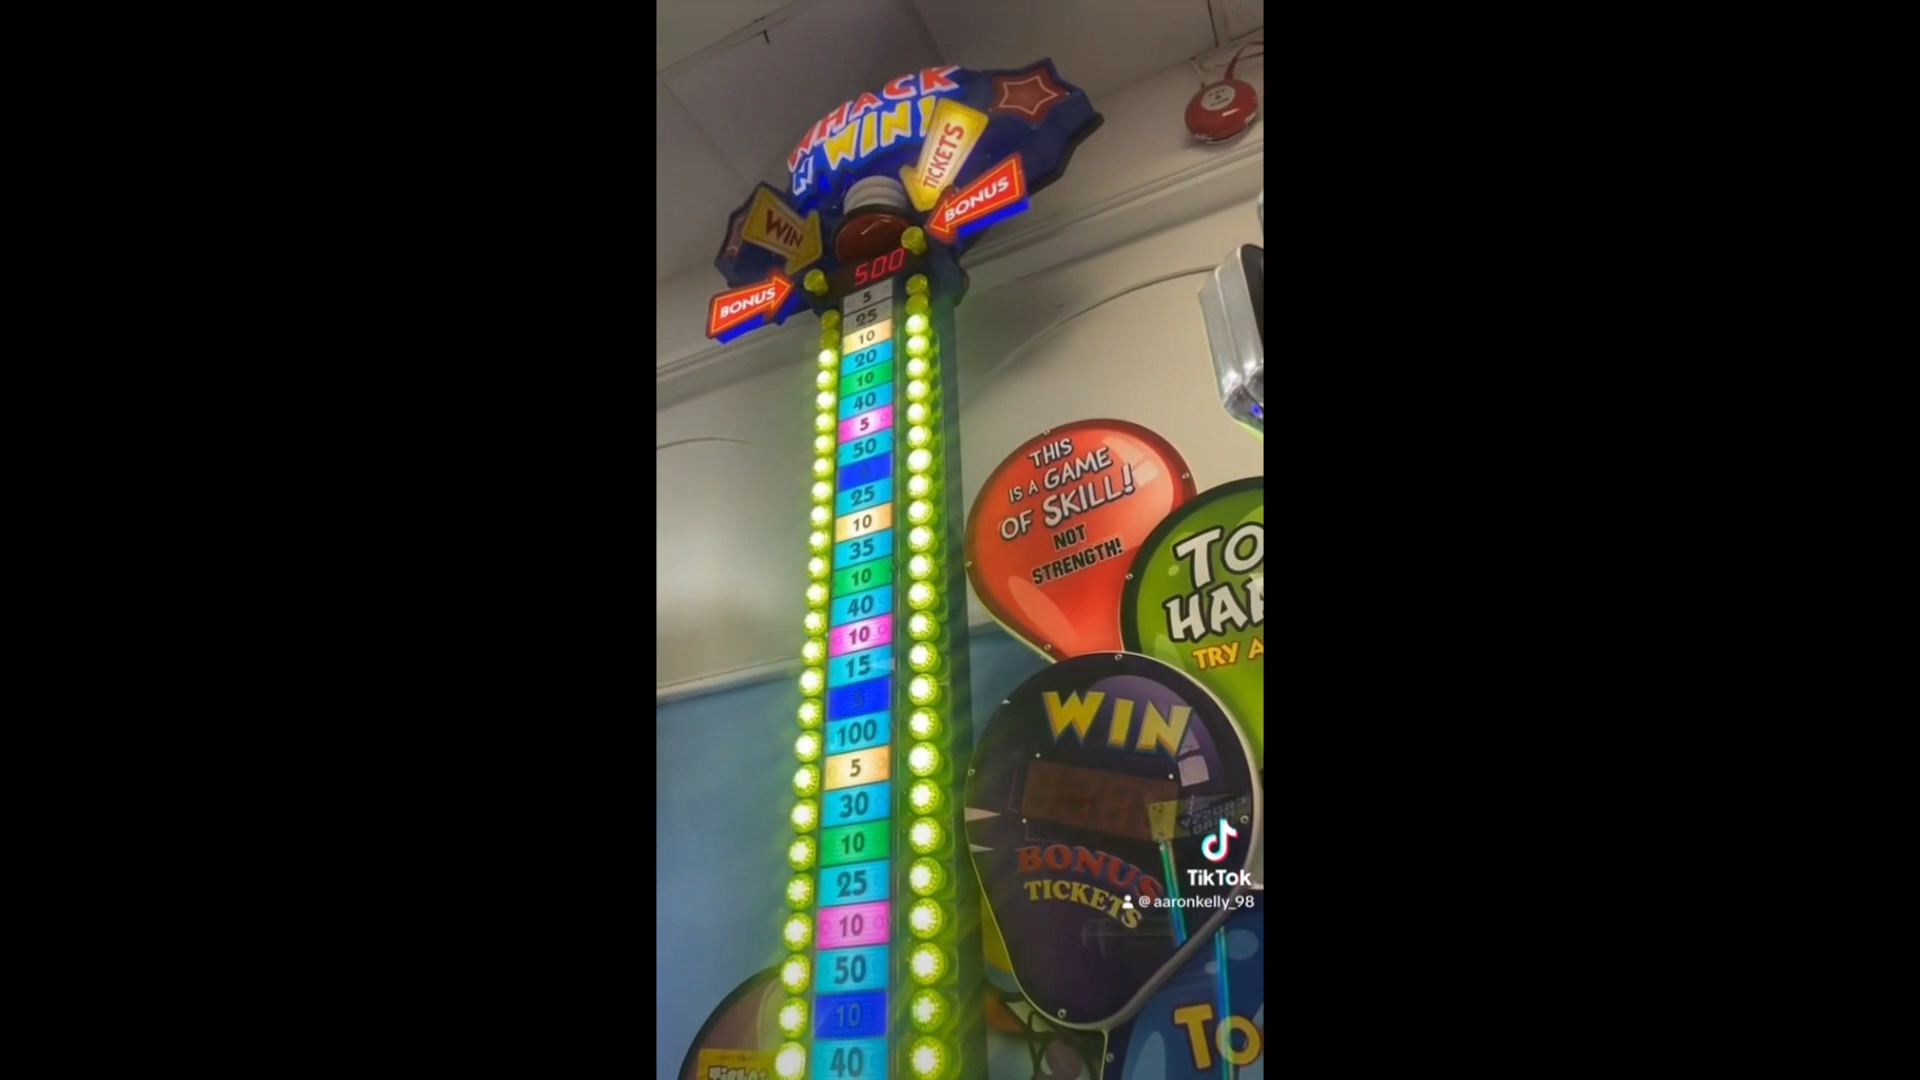 WHACK
N WIN!
TICKETS
BONUS
WIN
BONUS
500
5
25
10
20
10
40
5
50
25
10
35
10
40
10
15
100
5
30
10
25
10
50
10
40
THIS
IS A GAME
OF SKILL!
NOT
STRENGTH!
TO
HA
TRY A
WIN
BONUS
TICKETS
TikTok
@aaronkelly_98
To